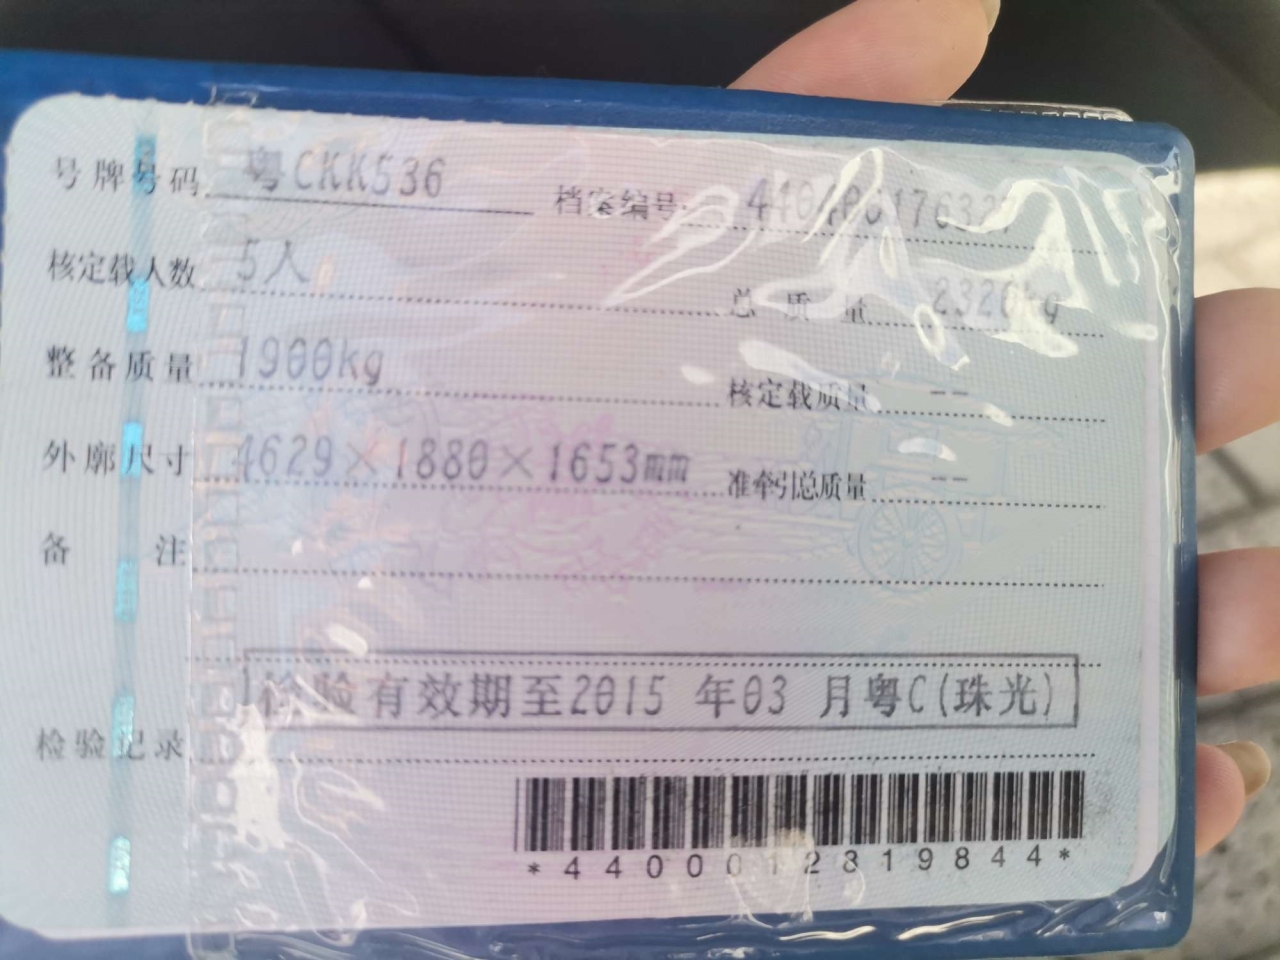 号牌号码 粤CKK536 档案编号
核定载人数 5人 总质量 2320kg
整备质量 1900kg 核定载质量 --
外廓尺寸 4629×1880×1653mm 准牵引总质量 --
备注
检验有效期至2015 年03 月粤C(珠光)
检验记录
*4400012819844*